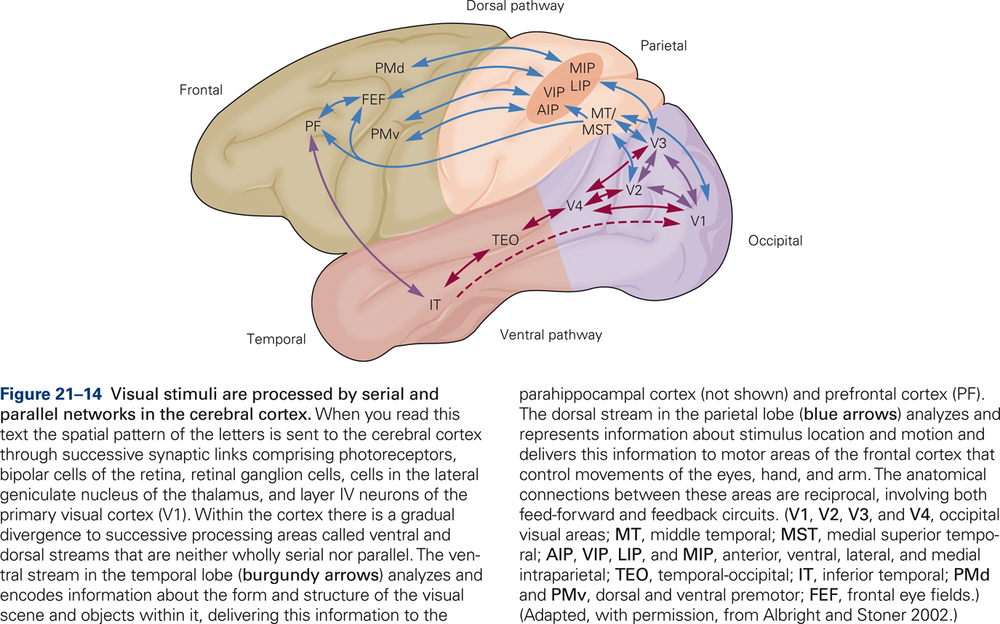 Dorsal pathway
Parietal
Frontal
PMd
MIP
LIP
VIP
AIP
FEF
PF
PMv
MT/
MST
V3
V2
V4
V1
TEO
Occipital
IT
Temporal
Ventral pathway
Figure 21–14 Visual stimuli are processed by serial and
parallel networks in the cerebral cortex. When you read this
text the spatial pattern of the letters is sent to the cerebral cortex
through successive synaptic links comprising photoreceptors,
bipolar cells of the retina, retinal ganglion cells, cells in the lateral
geniculate nucleus of the thalamus, and layer IV neurons of the
primary visual cortex (V1). Within the cortex there is a gradual
divergence to successive processing areas called ventral and
dorsal streams that are neither wholly serial nor parallel. The ven-
tral stream in the temporal lobe (burgundy arrows) analyzes and
encodes information about the form and structure of the visual
scene and objects within it, delivering this information to the
parahippocampal cortex (not shown) and prefrontal cortex (PF).
The dorsal stream in the parietal lobe (blue arrows) analyzes and
represents information about stimulus location and motion and
delivers this information to motor areas of the frontal cortex that
control movements of the eyes, hand, and arm. The anatomical
connections between these areas are reciprocal, involving both
feed-forward and feedback circuits. (V1, V2, V3, and V4, occipital
visual areas; MT, middle temporal; MST, medial superior tempo-
ral; AIP, VIP, LIP, and MIP, anterior, ventral, lateral, and medial
intraparietal; TEO, temporal-occipital; IT, inferior temporal; PMd
and PMv, dorsal and ventral premotor; FEF, frontal eye fields.)
(Adapted, with permission, from Albright and Stoner 2002.)